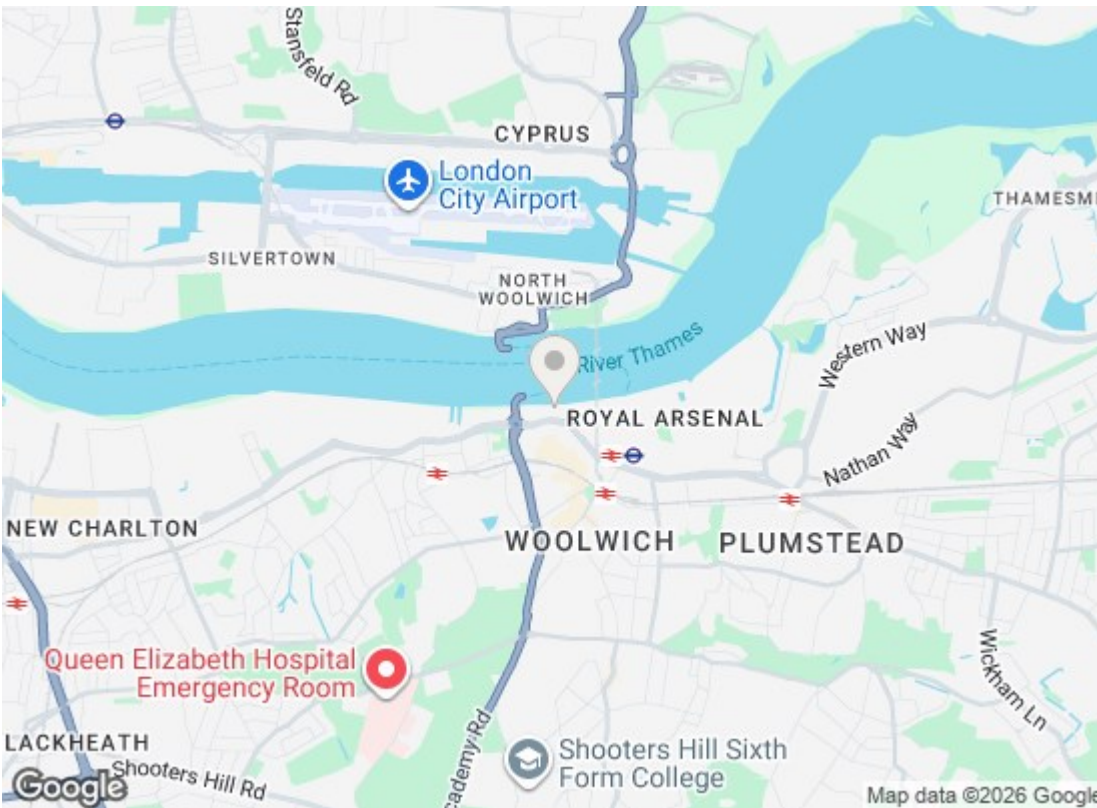 Stansfeld Rd
CYPRUS
London
City Airport
THAMESM
SILVERTOWN
NORTH
WOOLWICH
River Thames
Western Way
ROYAL ARSENAL
Nathan Way
NEW CHARLTON
WOOLWICH
PLUMSTEAD
Queen Elizabeth Hospital
Emergency Room
Wickham Ln
LACKHEATH
Shooters Hill Rd
cademy Rd
Shooters Hill Sixth
Form College
Google
Map data ©2026 Google